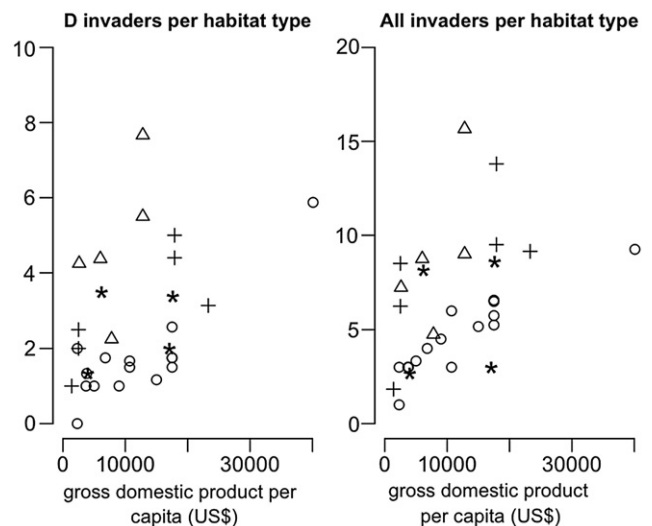 D invaders per habitat type
10
8
6
4
2
0
0 10000 30000
gross domestic product per
capita (US$)
All invaders per habitat type
20
15
10
5
0
0 10000 30000
gross domestic product
per capita (US$)